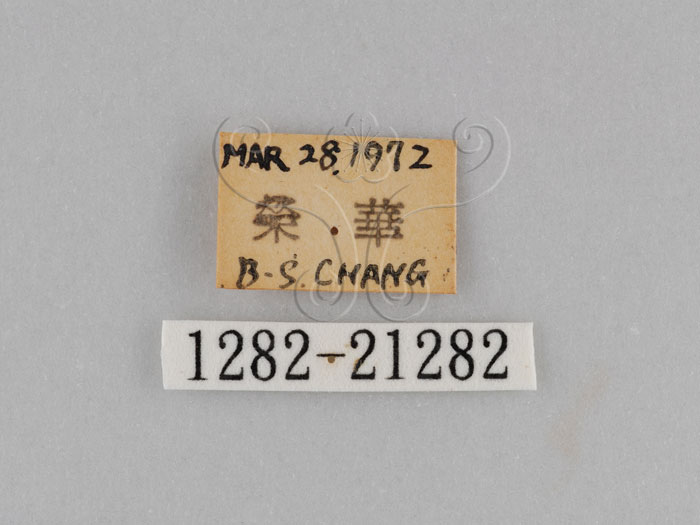 MAR 28.1972
榮 華
B-S. CHANG
1282-21282